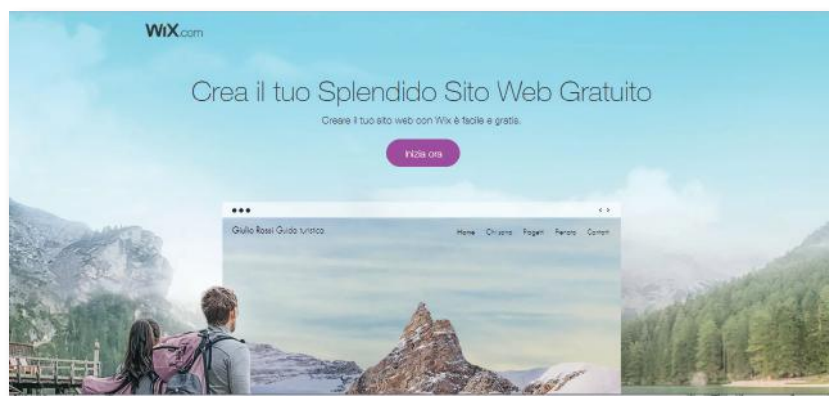 WiX.com
Crea il tuo Splendido Sito Web Gratuito
Creare il tuo sito web con Wix è facile e gratis.
Inizia ora
Giulio Rossi Guida turistica
Home Chi sono Progetti Contatti